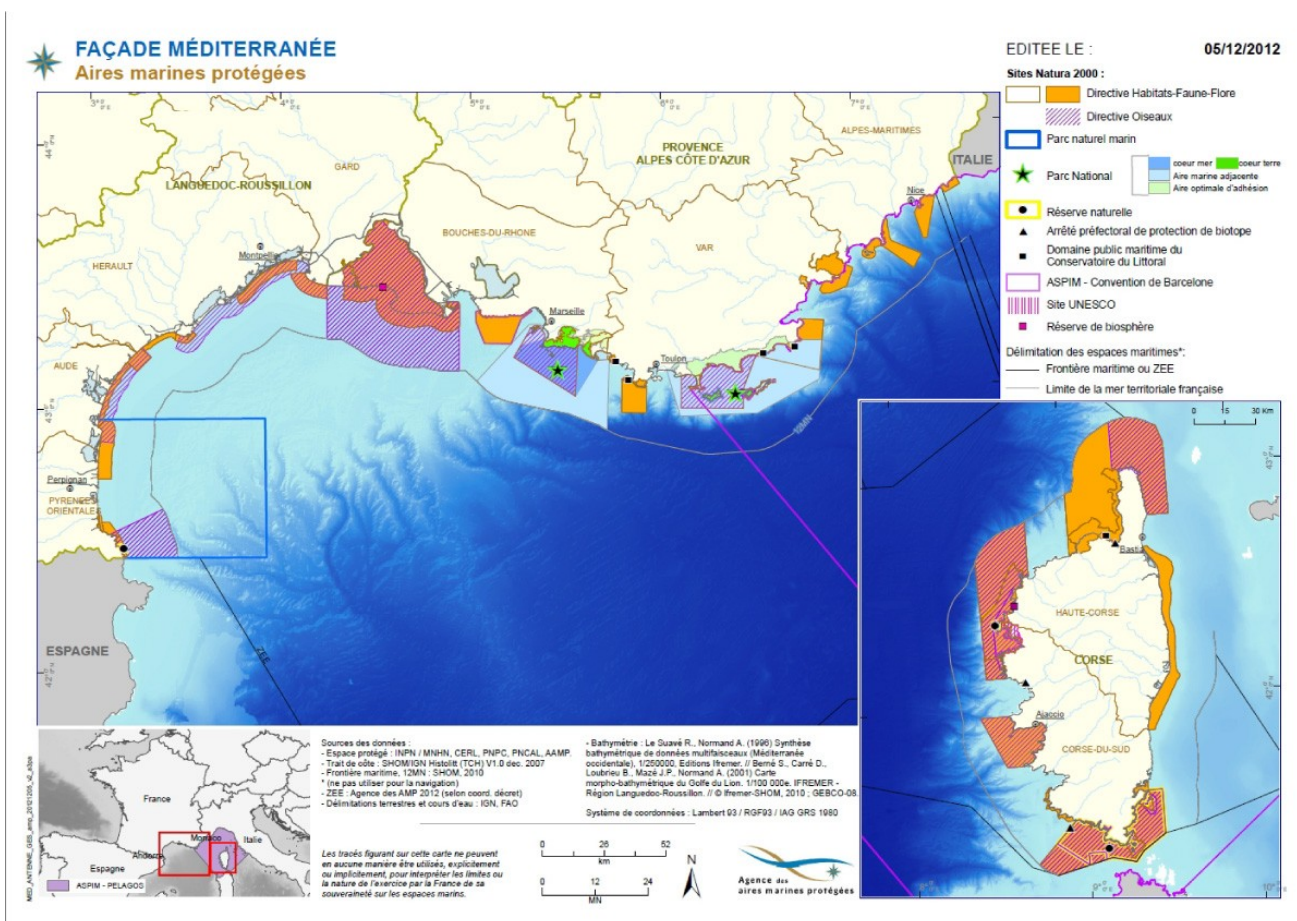 FAÇADE MÉDITERRANÉE
Aires marines protégées
EDITEE LE :
05/12/2012
Sites Natura 2000 :
Directive Habitats-Faune-Flore
Directive Oiseaux
Parc naturel marin
Parc National
coeur mer
coeur terre
Aire marine adjacente
Aire optimale d'adhésion
Réserve naturelle
Arrêté préfectoral de protection de biotope
Domaine public maritime du
Conservatoire du Littoral
ASPIM - Convention de Barcelone
Site UNESCO
Réserve de biosphère
Délimitation des espaces maritimes*:
Frontière maritime ou ZEE
Limite de la mer territoriale française
ALPES-MARITIMES
PROVENCE
ALPES CÔTE D'AZUR
ITALIE
GARD
LANGUEDOC-ROUSSILLON
Nice
BOUCHES-DU-RHONE
VAR
Montpellier
HERAULT
Marseille
Toulon
AUDE
12MN
Perpignan
PYRENEES
ORIENTALE
ESPAGNE
ZEE
0 15 30 Km
Bastia
HAUTE-CORSE
CORSE
Ajaccio
CORSE-DU-SUD
France
Monaco
Italie
Andorre
Espagne
ASPIM - PELAGOS
Sources des données :
- Espace protégé : INPN / MNHN, CERL, PNPC, PNCAL, AAMP.
- Trait de côte : SHOM/IGN Histolitt (TCH) V1.0 dec. 2007
- Frontière maritime, 12MN : SHOM, 2010
* (ne pas utiliser pour la navigation)
- ZEE : Agence des AMP 2012 (selon coord. décret)
- Délimitations terrestres et cours d'eau : IGN, FAO
- Bathymétrie : Le Suavé R., Normand A. (1996) Synthèse
bathymétrique de données multifaisceaux (Méditerranée
occidentale), 1/250000, Editions Ifremer. // Berné S., Carré D.,
Loubrieu B., Mazé J.P., Normand A. (2001) Carte
morpho-bathymétrique du Golfe du Lion. 1/100 000e. IFREMER -
Région Languedoc-Roussillon. // © Ifremer-SHOM, 2010 ; GEBCO-08.
Système de coordonnées : Lambert 93 / RGF93 / IAG GRS 1980
Les tracés figurant sur cette carte ne peuvent
en aucune manière être utilisés, explicitement
ou implicitement, pour interpréter les limites ou
la nature de l'exercice par la France de sa
souveraineté sur les espaces marins.
0 26 52
km
0 12 24
MN
N
Agence des
aires marines protégées